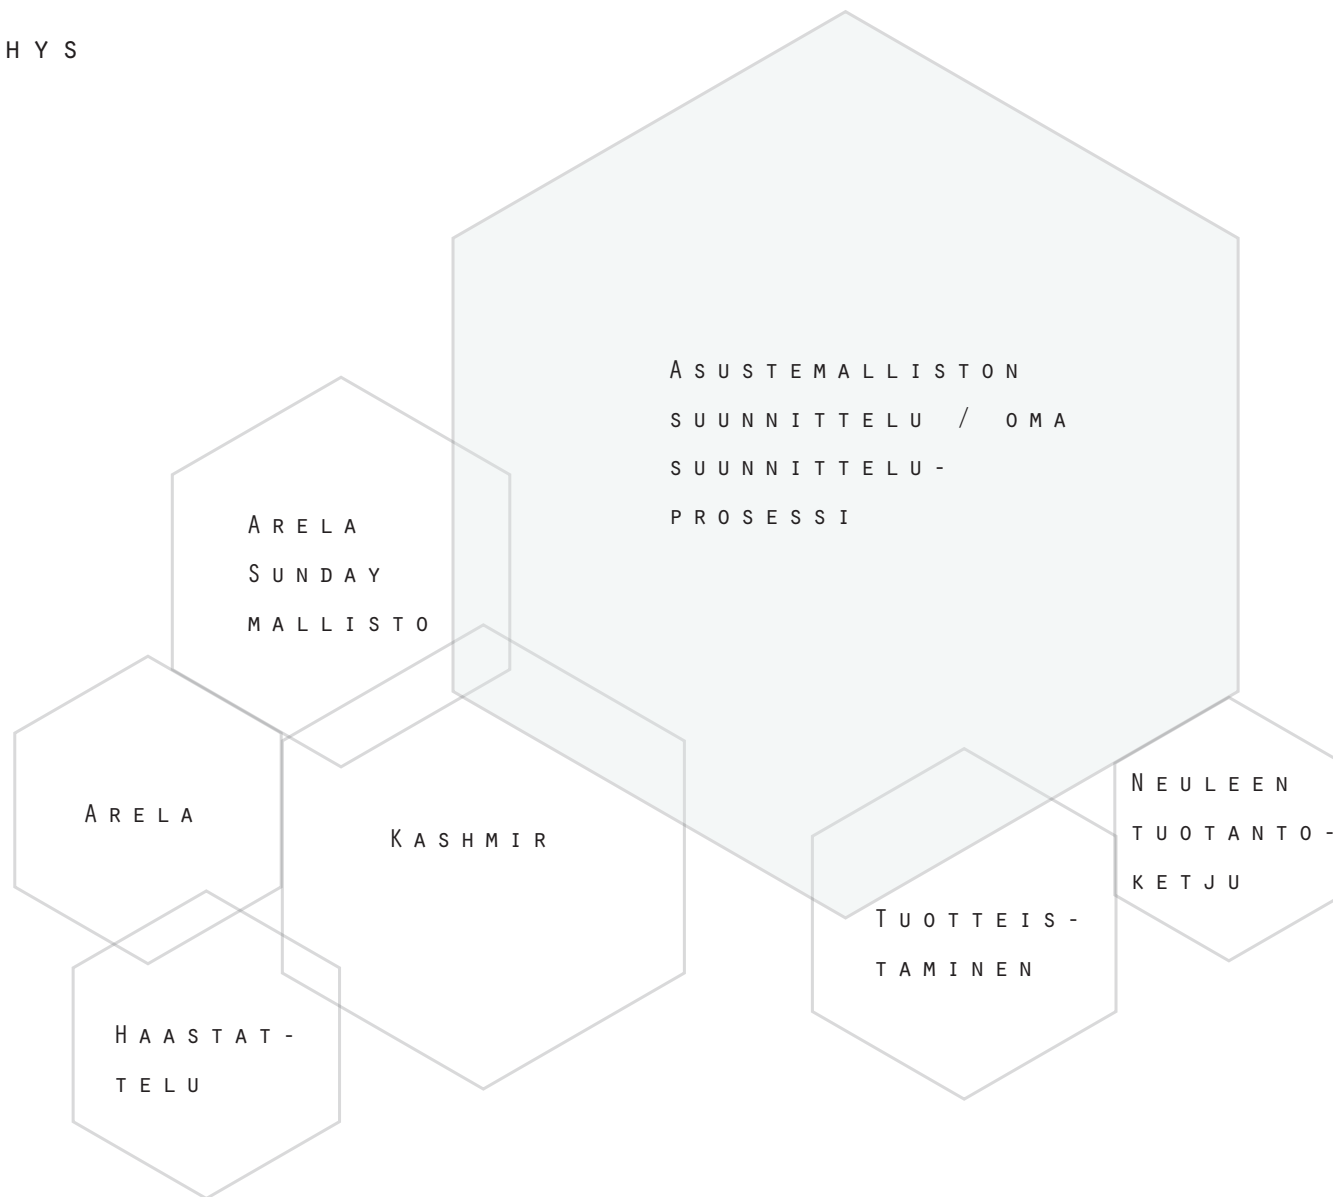 HYS
Asustemalliston
suunnittelu / oma
suunnittelu-
prosessi
Arela
Sunday
mallisto
Arela
Kashmir
Neuleen
tuotanto-
ketju
Tuotteis-
taminen
Haastat-
telu